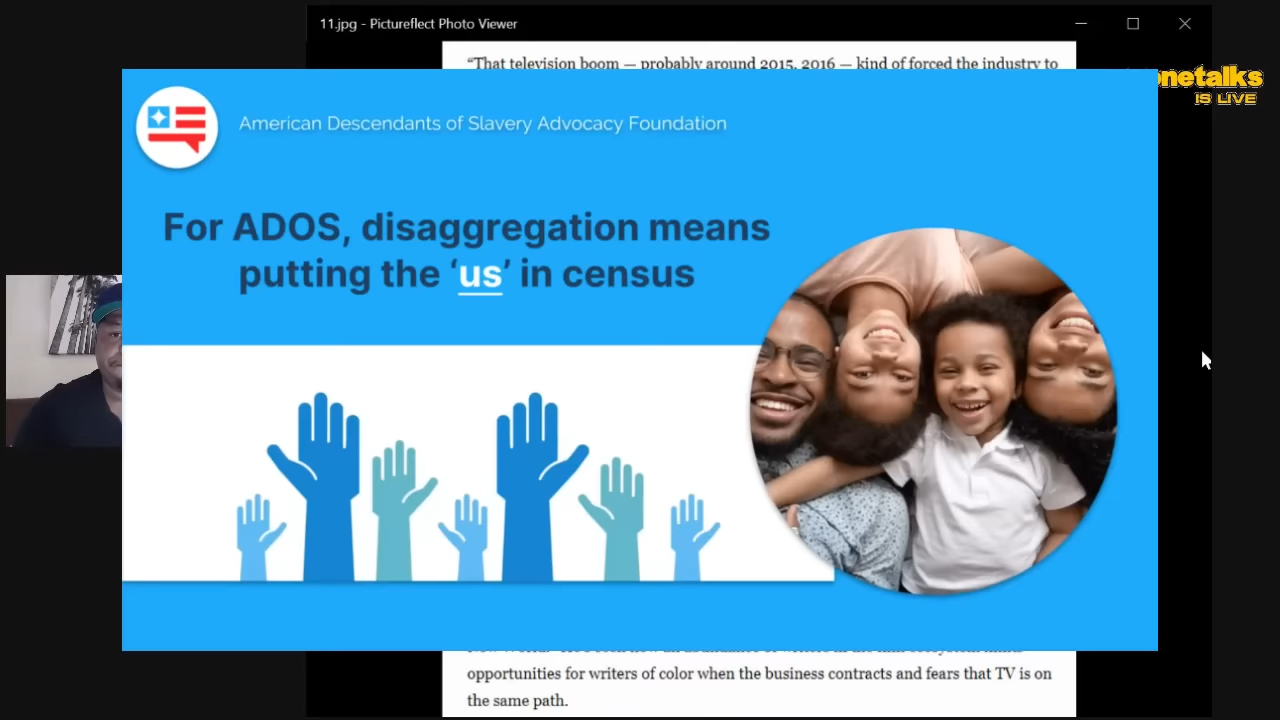 11.jpg - Pictureflect Photo Viewer
“That television boom — probably around 2015, 2016 — kind of forced the industry to
netalks
IS LIVE
American Descendants of Slavery Advocacy Foundation
For ADOS, disaggregation means
putting the ‘us’ in census
opportunities for writers of color when the business contracts and fears that TV is on
the same path.